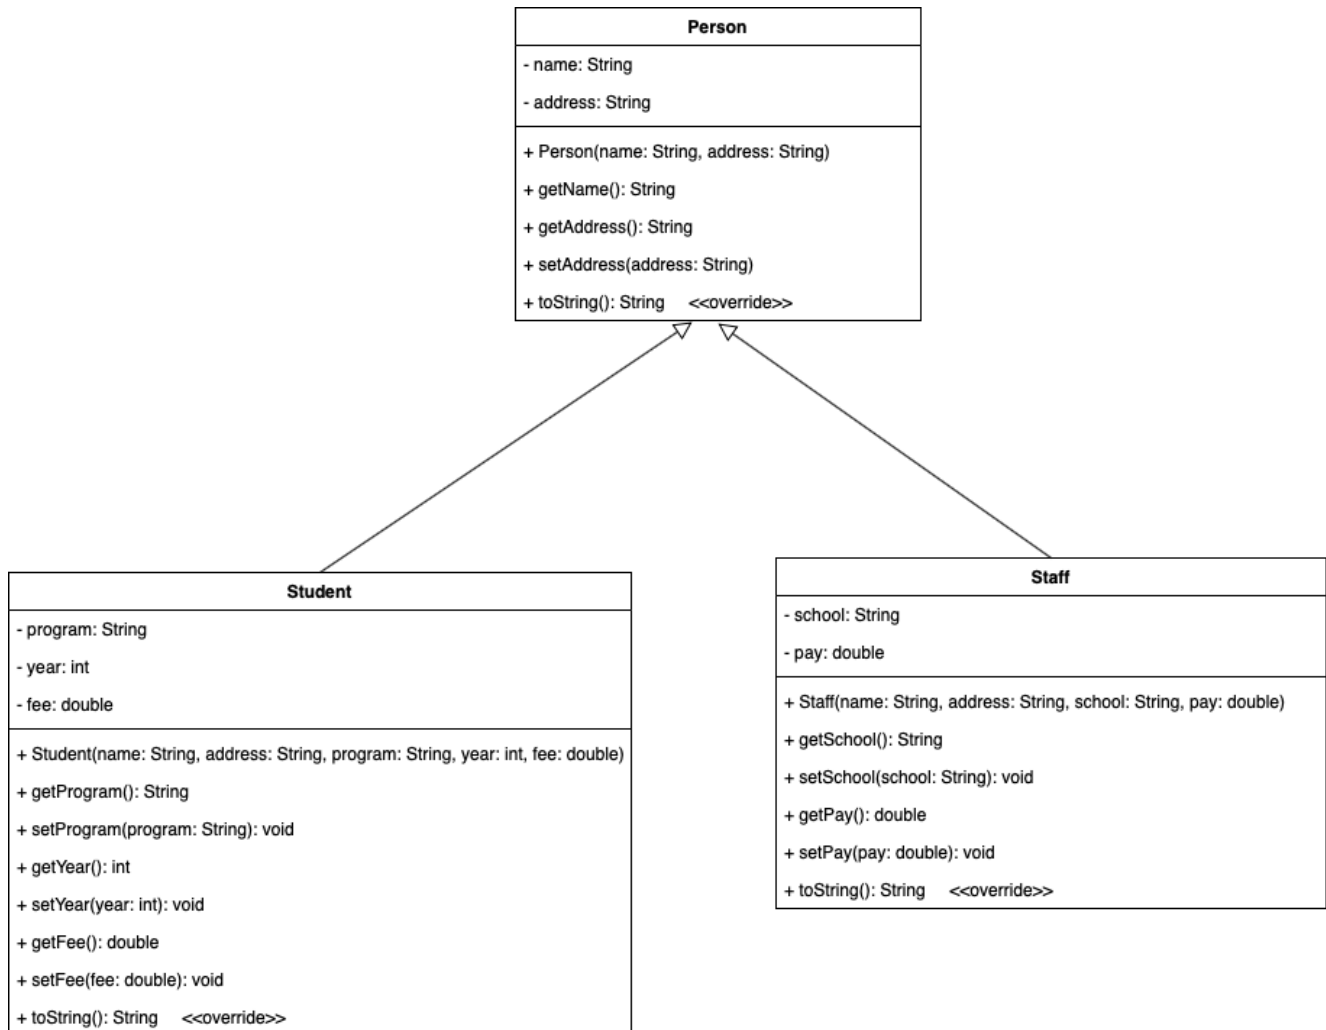 Person
- name: String
- address: String
+ Person(name: String, address: String)
+ getName(): String
+ getAddress(): String
+ setAddress(address: String)
+ toString(): String <<override>>
Student
- program: String
- year: int
- fee: double
+ Student(name: String, address: String, program: String, year: int, fee: double)
+ getProgram(): String
+ setProgram(program: String): void
+ getYear(): int
+ setYear(year: int): void
+ getFee(): double
+ setFee(fee: double): void
+ toString(): String <<override>>
Staff
- school: String
- pay: double
+ Staff(name: String, address: String, school: String, pay: double)
+ getSchool(): String
+ setSchool(school: String): void
+ getPay(): double
+ setPay(pay: double): void
+ toString(): String <<override>>